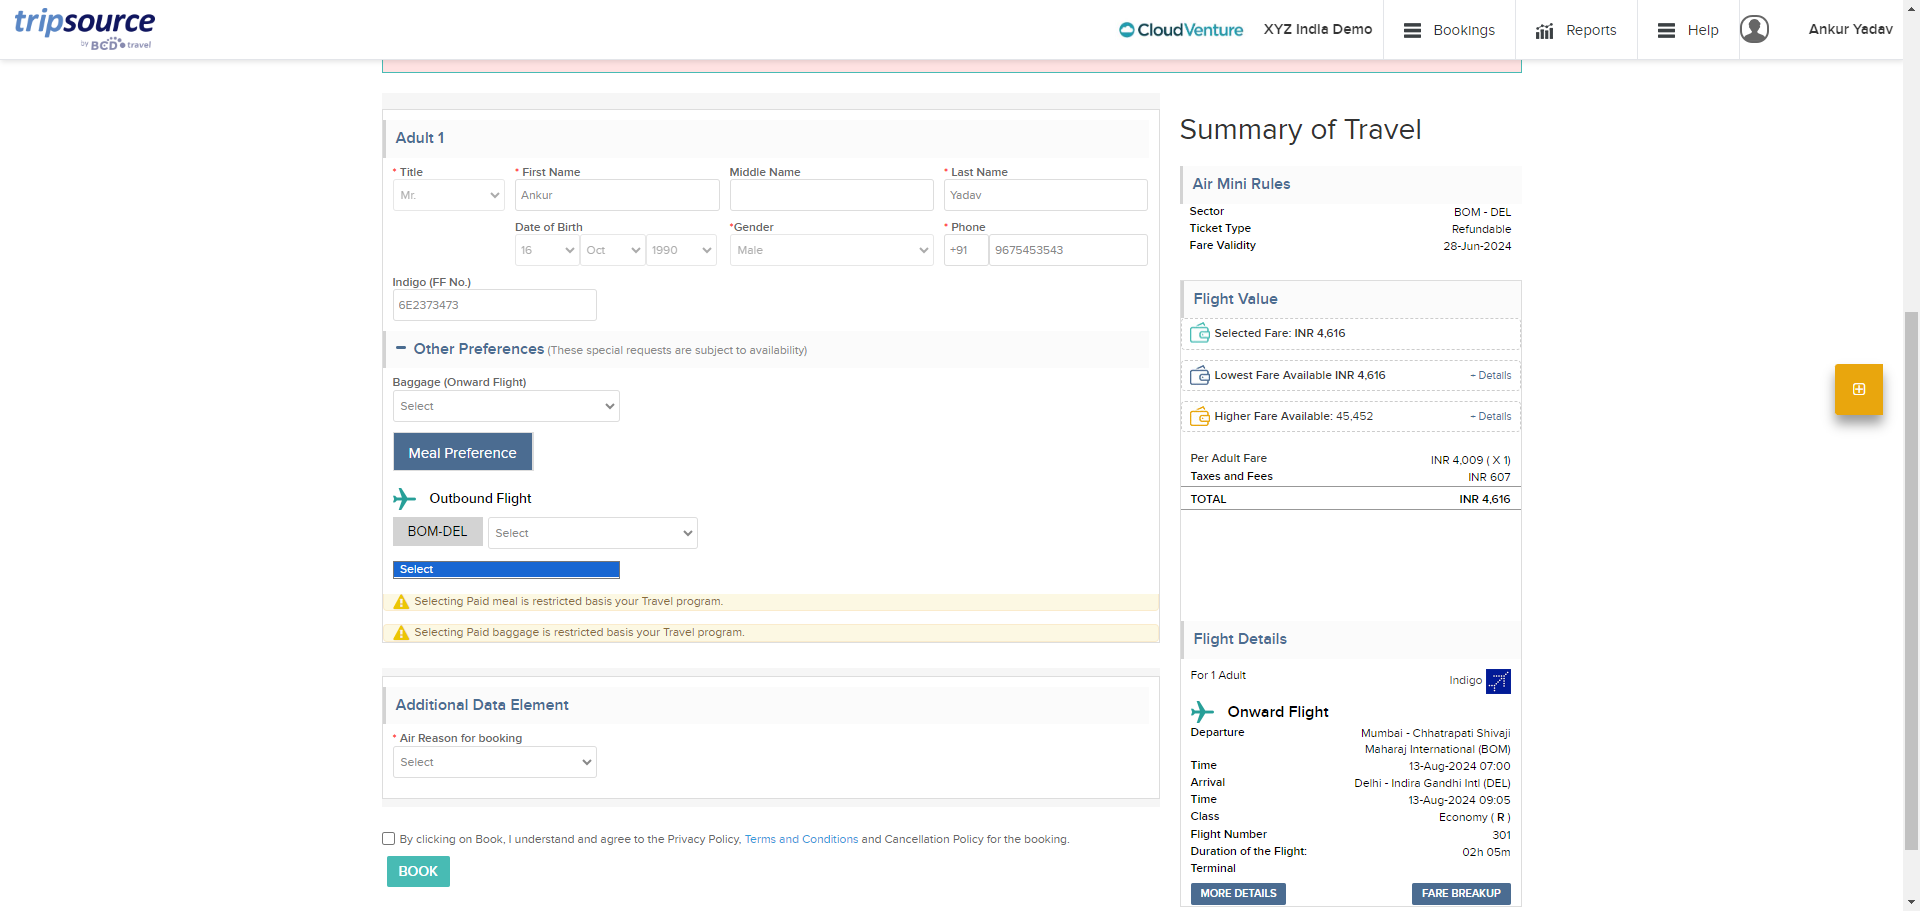 tripsource
by BCD travel
CloudVenture
XYZ India Demo
Bookings
Reports
Help
Ankur Yadav
Adult 1
* Title
* First Name
Middle Name
* Last Name
Mr.
Ankur
Yadav
Date of Birth
*Gender
* Phone
16
Oct
1990
Male
+91
9675453543
Indigo (FF No.)
6E2373473
Other Preferences (These special requests are subject to availability)
Baggage (Onward Flight)
Select
Meal Preference
Outbound Flight
BOM-DEL
Select
Select
Selecting Paid meal is restricted basis your Travel program.
Selecting Paid baggage is restricted basis your Travel program.
Additional Data Element
* Air Reason for booking
Select
By clicking on Book, I understand and agree to the Privacy Policy, Terms and Conditions and Cancellation Policy for the booking.
BOOK
Summary of Travel
Air Mini Rules
Sector BOM - DEL
Ticket Type Refundable
Fare Validity 28-Jun-2024
Flight Value
Selected Fare: INR 4,616
Lowest Fare Available INR 4,616 + Details
Higher Fare Available: 45,452 + Details
Per Adult Fare INR 4,009 ( X 1)
Taxes and Fees INR 607
TOTAL INR 4,616
Flight Details
For 1 Adult Indigo
Onward Flight
Departure Mumbai - Chhatrapati Shivaji
Maharaj International (BOM)
Time 13-Aug-2024 07:00
Arrival Delhi - Indira Gandhi Intl (DEL)
Time 13-Aug-2024 09:05
Class Economy ( R )
Flight Number 301
Duration of the Flight: 02h 05m
Terminal
MORE DETAILS FARE BREAKUP